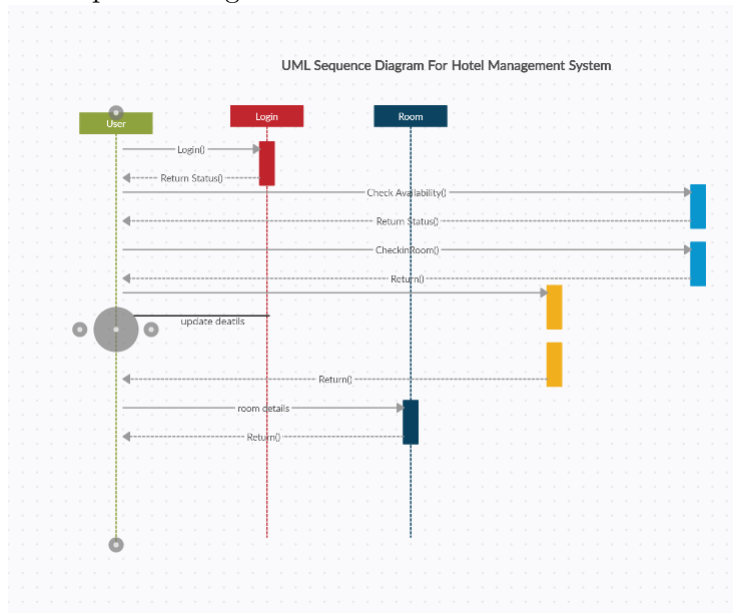 UML Sequence Diagram For Hotel Management System
User
Login
Room
Login()
Return Status()
Check Availability()
Return Status()
CheckinRoom()
Return()
update deatils
Return()
room details
Return()